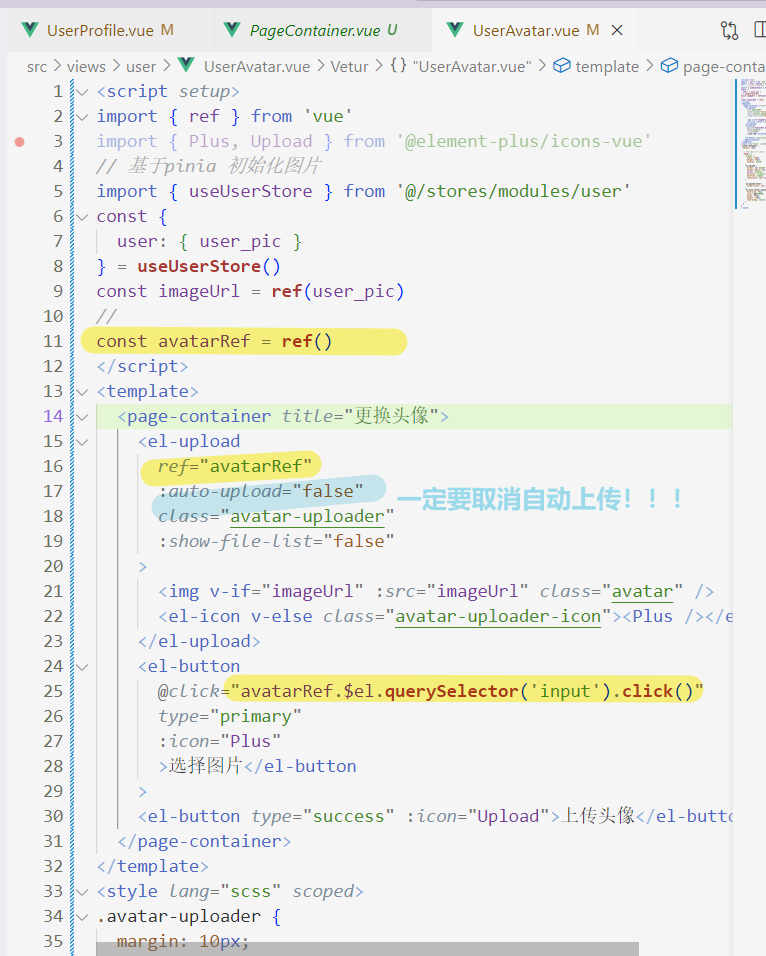 UserProfile.vue M PageContainer.vue U UserAvatar.vue M
src > views > user > UserAvatar.vue > Vetur > {} "UserAvatar.vue" > template > page-conta
1 <script setup>
2 import { ref } from 'vue'
3 import { Plus, Upload } from '@element-plus/icons-vue'
4 // 基于pinia 初始化图片
5 import { useUserStore } from '@/stores/modules/user'
6 const {
7 user: { user_pic }
8 } = useUserStore()
9 const imageUrl = ref(user_pic)
10 //
11 const avatarRef = ref()
12 </script>
13 <template>
14 <page-container title="更换头像">
15 <el-upload
16 ref="avatarRef"
17 :auto-upload="false" 一定要取消自动上传！！！
18 class="avatar-uploader"
19 :show-file-list="false"
20 >
21 <img v-if="imageUrl" :src="imageUrl" class="avatar" />
22 <el-icon v-else class="avatar-uploader-icon"><Plus /></e
23 </el-upload>
24 <el-button
25 @click="avatarRef.$el.querySelector('input').click()"
26 type="primary"
27 :icon="Plus"
28 >选择图片</el-button
29 >
30 <el-button type="success" :icon="Upload">上传头像</el-butto
31 </page-container>
32 </template>
33 <style lang="scss" scoped>
34 .avatar-uploader {
35 margin: 10px;